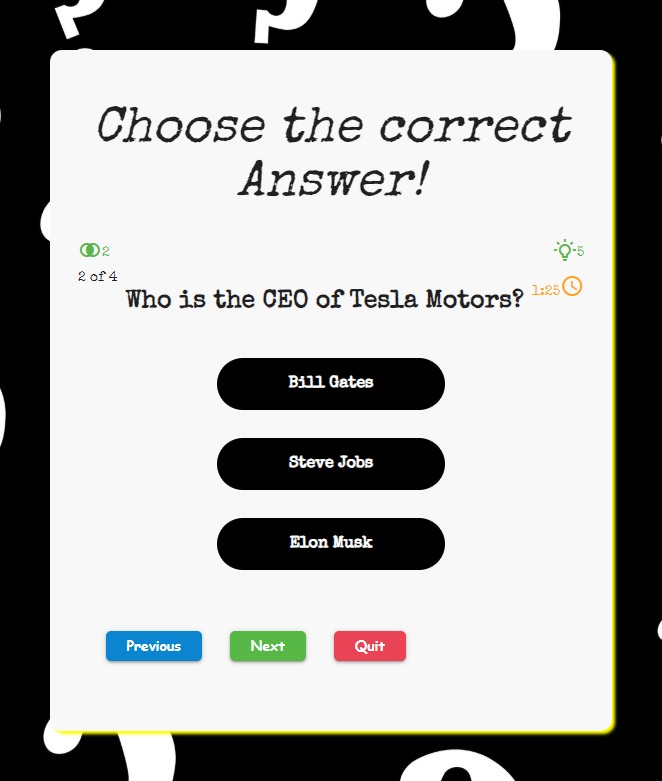 Choose the correct
Answer!
2
5
2 of 4
1:25
Who is the CEO of Tesla Motors?
Bill Gates
Steve Jobs
Elon Musk
Previous
Next
Quit